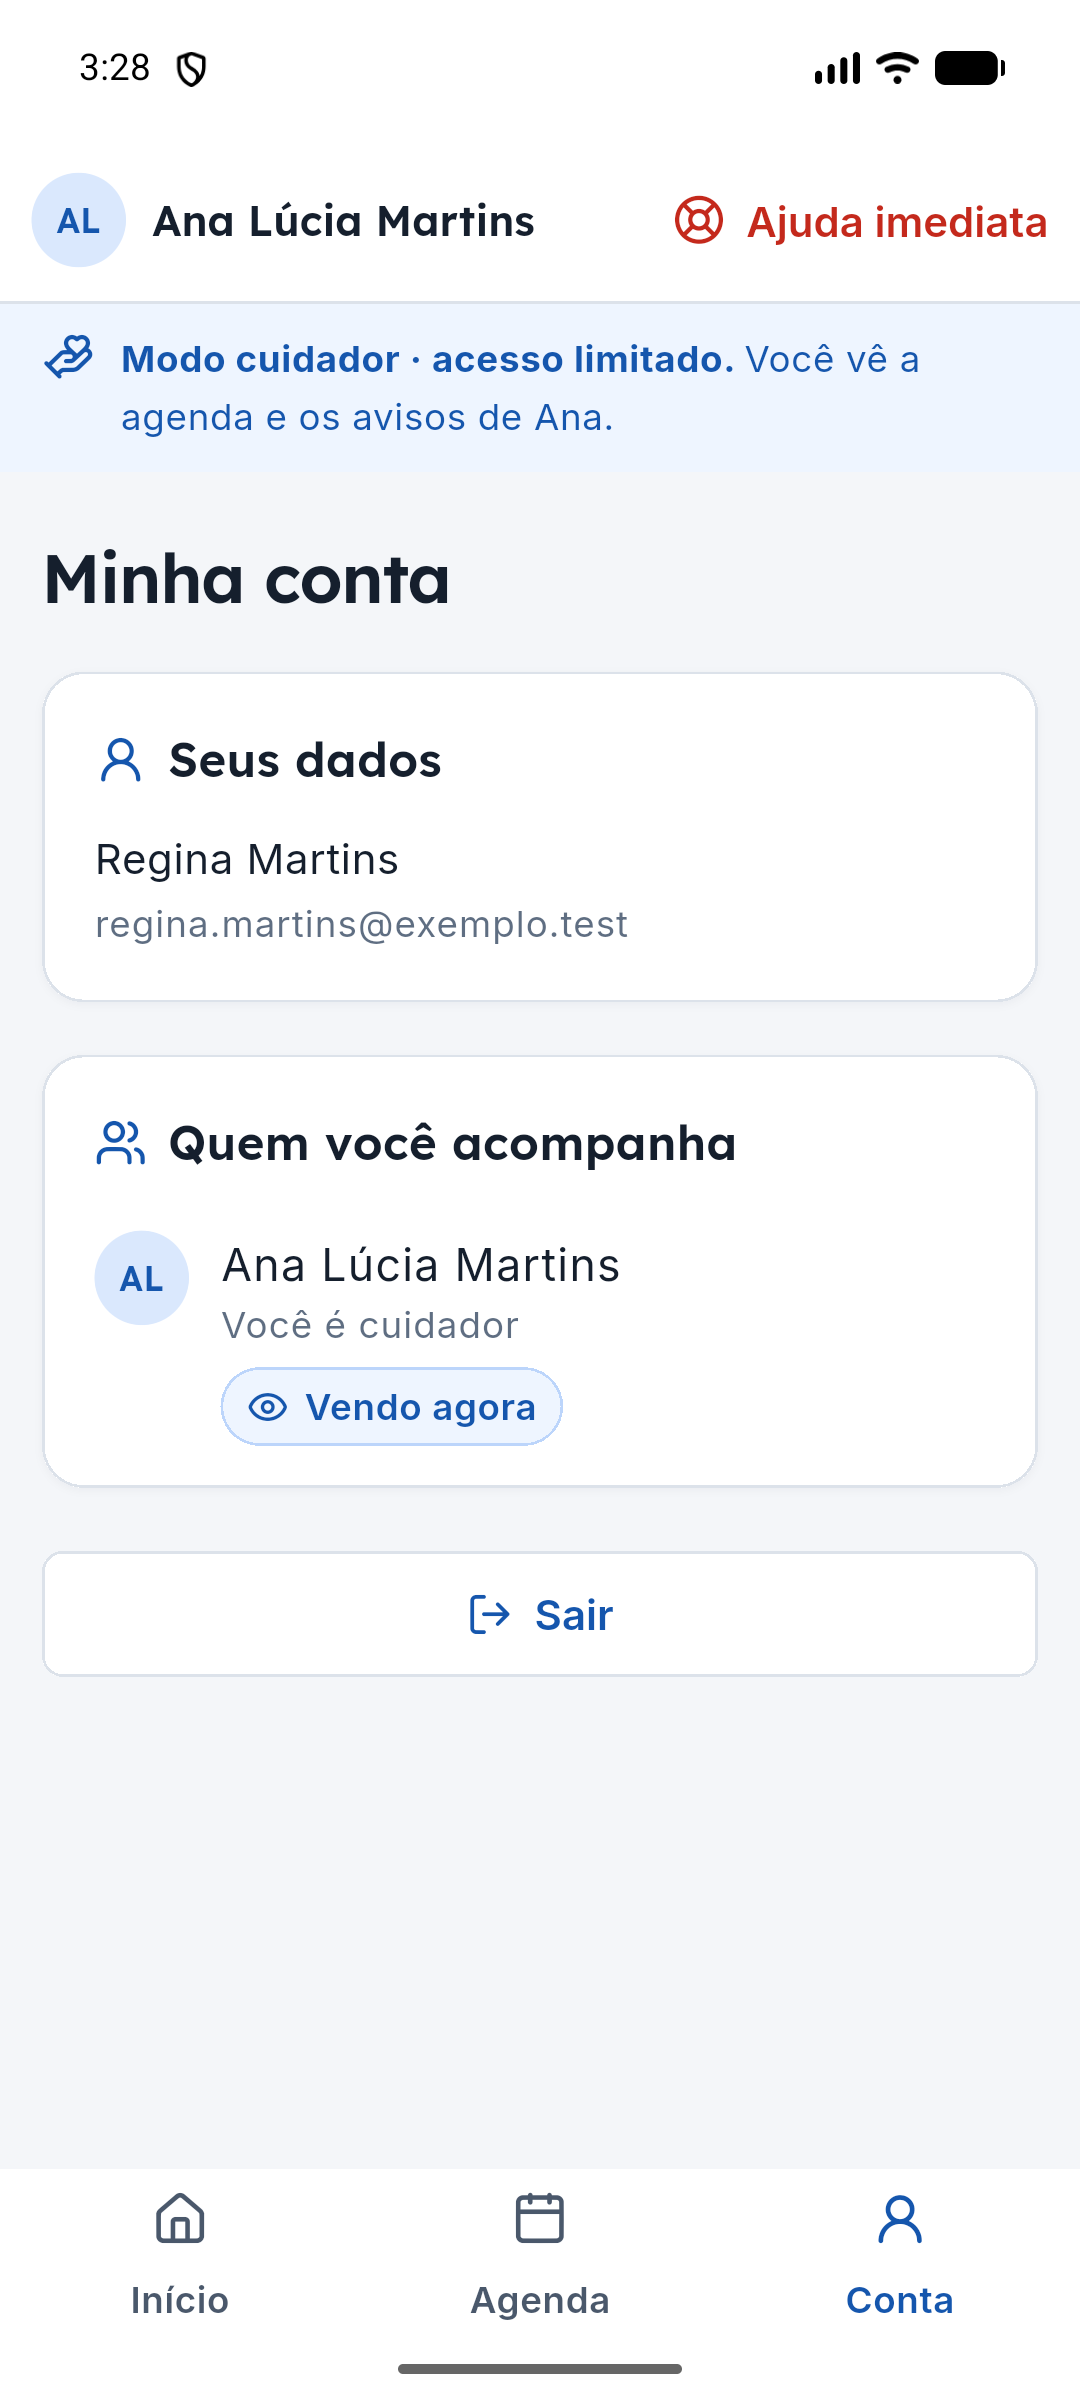 3:28
AL
Ana Lúcia Martins
Ajuda imediata
Modo cuidador · acesso limitado. Você vê a
agenda e os avisos de Ana.
Minha conta
Seus dados
Regina Martins
regina.martins@exemplo.test
Quem você acompanha
AL
Ana Lúcia Martins
Você é cuidador
Vendo agora
Sair
Início
Agenda
Conta